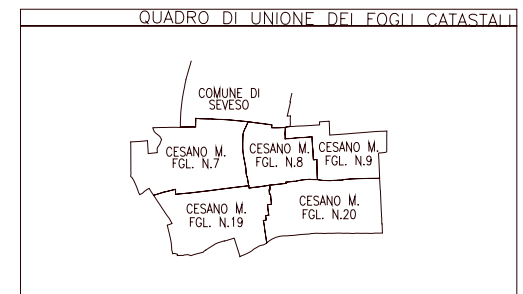 QUADRO DI UNIONE DEI FOGLI CATASTALI
COMUNE DI
SEVESO
CESANO M.
FGL. N.7
CESANO M.
FGL. N.8
CESANO M.
FGL. N.9
CESANO M.
FGL. N.19
CESANO M.
FGL. N.20